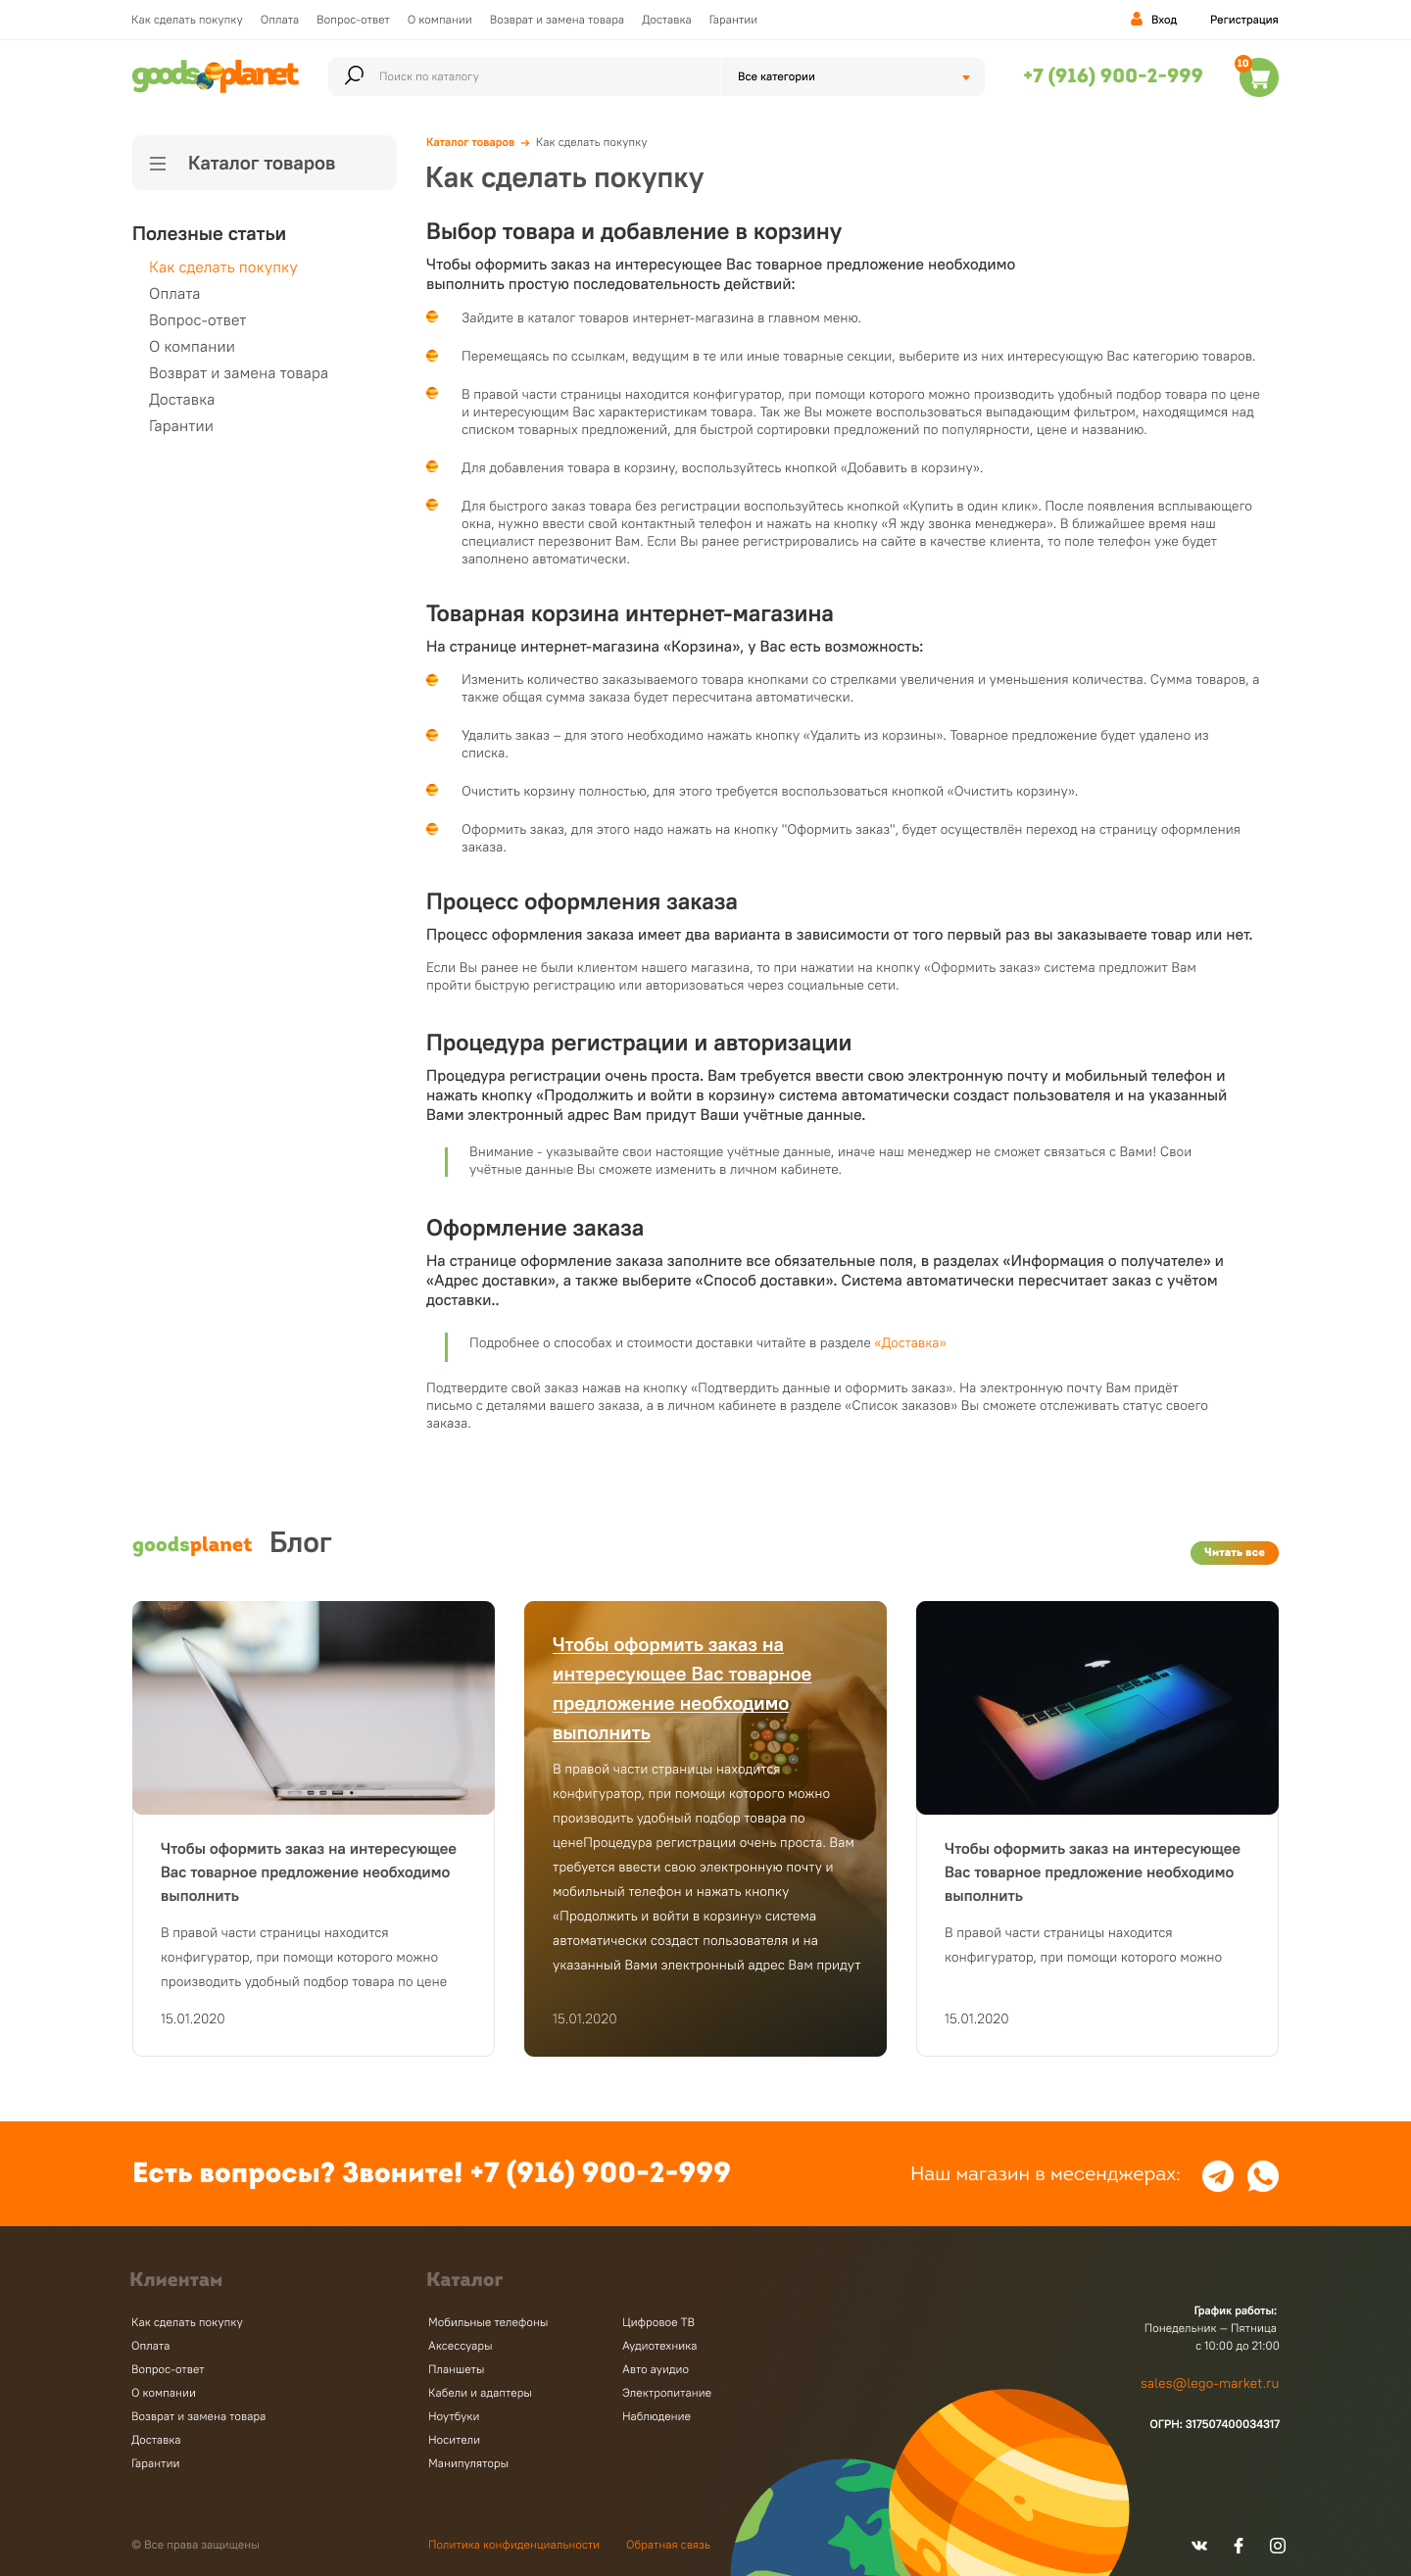 Как сделать покупку Оплата Вопрос-ответ О компании Возврат и замена товара Доставка Гарантии Вход Регистрация
goodsplanet Поиск по каталогу Все категории +7 (916) 900-2-999 10
Каталог товаров
Полезные статьи
Как сделать покупку
Оплата
Вопрос-ответ
О компании
Возврат и замена товара
Доставка
Гарантии
Каталог товаров → Как сделать покупку
Как сделать покупку
Выбор товара и добавление в корзину
Чтобы оформить заказ на интересующее Вас товарное предложение необходимо
выполнить простую последовательность действий:
Зайдите в каталог товаров интернет-магазина в главном меню.
Перемещаясь по ссылкам, ведущим в те или иные товарные секции, выберите из них интересующую Вас категорию товаров.
В правой части страницы находится конфигуратор, при помощи которого можно производить удобный подбор товара по цене
и интересующим Вас характеристикам товара. Так же Вы можете воспользоваться выпадающим фильтром, находящимся над
списком товарных предложений, для быстрой сортировки предложений по популярности, цене и названию.
Для добавления товара в корзину, воспользуйтесь кнопкой «Добавить в корзину».
Для быстрого заказ товара без регистрации воспользуйтесь кнопкой «Купить в один клик». После появления всплывающего
окна, нужно ввести свой контактный телефон и нажать на кнопку «Я жду звонка менеджера». В ближайшее время наш
специалист перезвонит Вам. Если Вы ранее регистрировались на сайте в качестве клиента, то поле телефон уже будет
заполнено автоматически.
Товарная корзина интернет-магазина
На странице интернет-магазина «Корзина», у Вас есть возможность:
Изменить количество заказываемого товара кнопками со стрелками увеличения и уменьшения количества. Сумма товаров, а
также общая сумма заказа будет пересчитана автоматически.
Удалить заказ – для этого необходимо нажать кнопку «Удалить из корзины». Товарное предложение будет удалено из
списка.
Очистить корзину полностью, для этого требуется воспользоваться кнопкой «Очистить корзину».
Оформить заказ, для этого надо нажать на кнопку "Оформить заказ", будет осуществлён переход на страницу оформления
заказа.
Процесс оформления заказа
Процесс оформления заказа имеет два варианта в зависимости от того первый раз вы заказываете товар или нет.
Если Вы ранее не были клиентом нашего магазина, то при нажатии на кнопку «Оформить заказ» система предложит Вам
пройти быструю регистрацию или авторизоваться через социальные сети.
Процедура регистрации и авторизации
Процедура регистрации очень проста. Вам требуется ввести свою электронную почту и мобильный телефон и
нажать кнопку «Продолжить и войти в корзину» система автоматически создаст пользователя и на указанный
Вами электронный адрес Вам придут Ваши учётные данные.
Внимание - указывайте свои настоящие учётные данные, иначе наш менеджер не сможет связаться с Вами! Свои
учётные данные Вы сможете изменить в личном кабинете.
Оформление заказа
На странице оформление заказа заполните все обязательные поля, в разделах «Информация о получателе» и
«Адрес доставки», а также выберите «Способ доставки». Система автоматически пересчитает заказ с учётом
доставки..
Подробнее о способах и стоимости доставки читайте в разделе «Доставка»
Подтвердите свой заказ нажав на кнопку «Подтвердить данные и оформить заказ». На электронную почту Вам придёт
письмо с деталями вашего заказа, а в личном кабинете в разделе «Список заказов» Вы сможете отслеживать статус своего
заказа.
goodsplanet Блог Читать все
Чтобы оформить заказ на интересующее
Вас товарное предложение необходимо
выполнить
В правой части страницы находится
конфигуратор, при помощи которого можно
производить удобный подбор товара по цене
15.01.2020
Чтобы оформить заказ на
интересующее Вас товарное
предложение необходимо
выполнить
В правой части страницы находится
конфигуратор, при помощи которого можно
производить удобный подбор товара по
ценеПроцедура регистрации очень проста. Вам
требуется ввести свою электронную почту и
мобильный телефон и нажать кнопку
«Продолжить и войти в корзину» система
автоматически создаст пользователя и на
указанный Вами электронный адрес Вам придут
15.01.2020
Чтобы оформить заказ на интересующее
Вас товарное предложение необходимо
выполнить
В правой части страницы находится
конфигуратор, при помощи которого можно
15.01.2020
Есть вопросы? Звоните! +7 (916) 900-2-999 Наш магазин в месенджерах:
Клиентам
Как сделать покупку
Оплата
Вопрос-ответ
О компании
Возврат и замена товара
Доставка
Гарантии
Каталог
Мобильные телефоны
Аксессуары
Планшеты
Кабели и адаптеры
Ноутбуки
Носители
Манипуляторы
Цифровое ТВ
Аудиотехника
Авто ауидио
Электропитание
Наблюдение
График работы:
Понедельник — Пятница
с 10:00 до 21:00
sales@lego-market.ru
ОГРН: 317507400034317
© Все права защищены Политика конфиденциальности Обратная связь